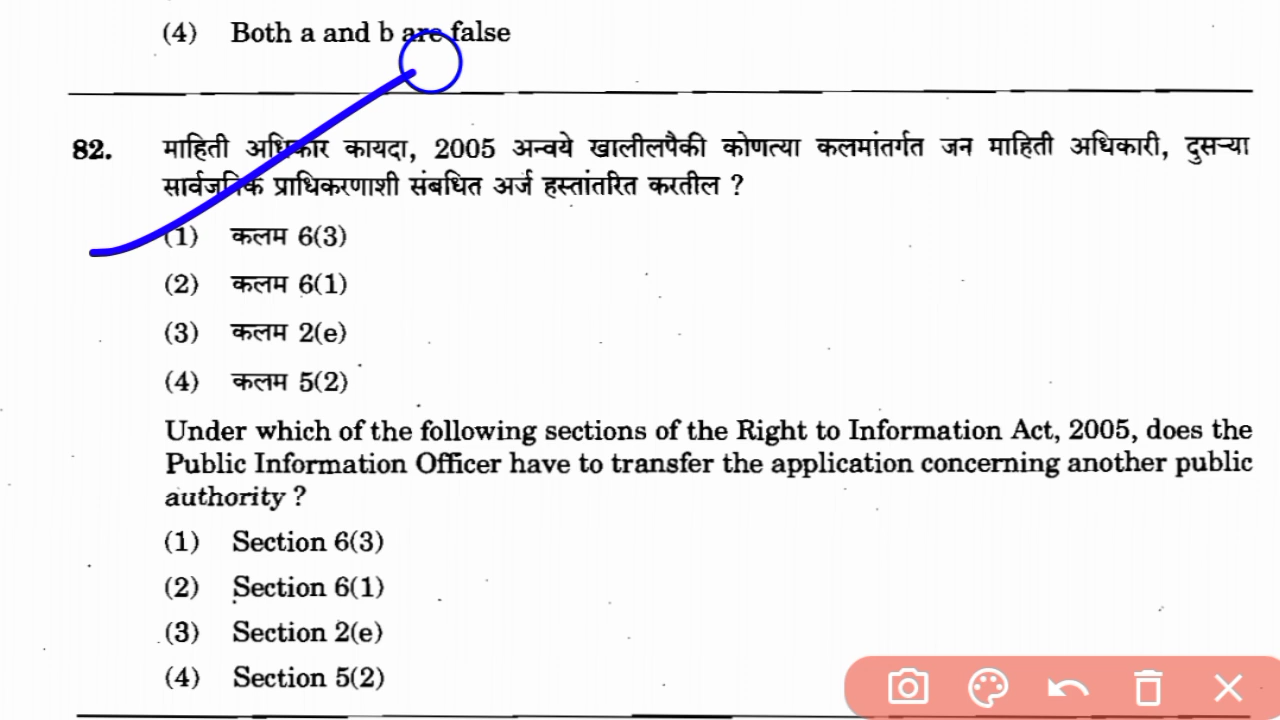 (4) Both a and b are false
82. माहिती अधिकार कायदा, 2005 अन्वये खालीलपैकी कोणत्या कलमांतर्गत जन माहिती अधिकारी, दुसऱ्या
सार्वजनिक प्राधिकरणाशी संबधित अर्ज हस्तांतरित करतील ?
(1) कलम 6(3)
(2) कलम 6(1)
(3) कलम 2(e)
(4) कलम 5(2)
Under which of the following sections of the Right to Information Act, 2005, does the
Public Information Officer have to transfer the application concerning another public
authority ?
(1) Section 6(3)
(2) Section 6(1)
(3) Section 2(e)
(4) Section 5(2)